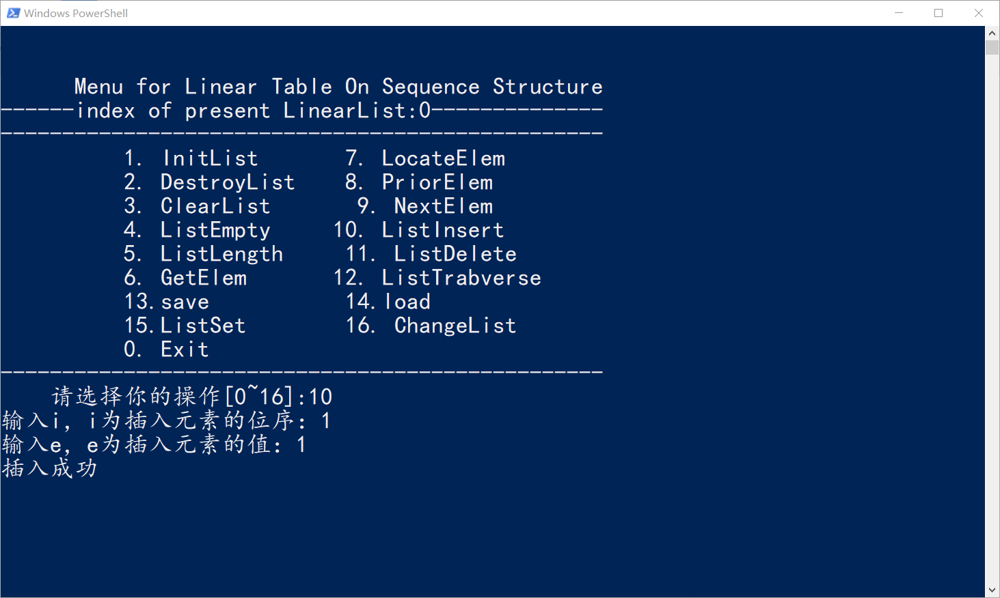 Windows PowerShell
Menu for Linear Table On Sequence Structure
------index of present LinearList:0--------------
-------------------------------------------------
1. InitList 7. LocateElem
2. DestroyList 8. PriorElem
3. ClearList 9. NextElem
4. ListEmpty 10. ListInsert
5. ListLength 11. ListDelete
6. GetElem 12. ListTrabverse
13.save 14.load
15.ListSet 16. ChangeList
0. Exit
-------------------------------------------------
请选择你的操作[0~16]:10
输入i，i为插入元素的位序：1
输入e，e为插入元素的值：1
插入成功